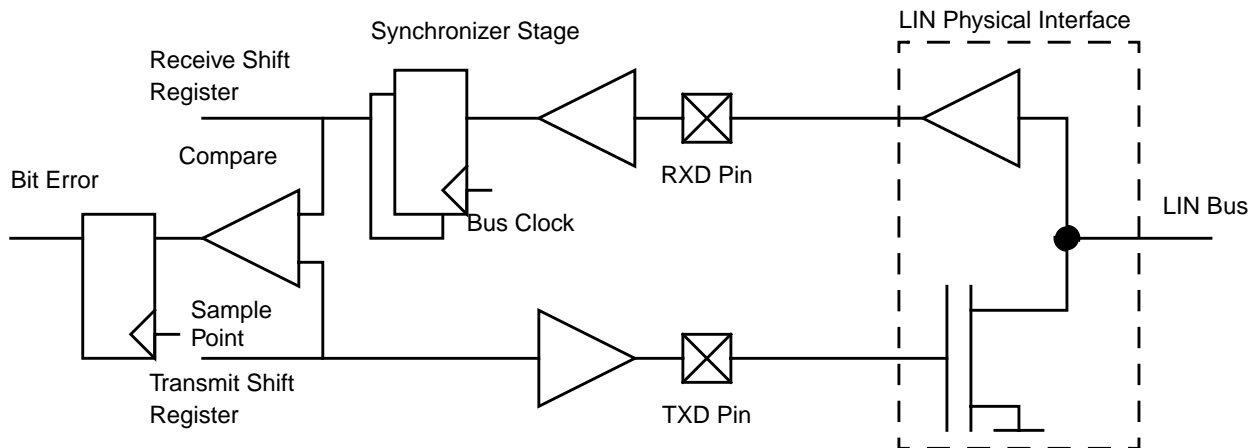 LIN Physical Interface
Synchronizer Stage
Receive Shift
Register
Compare
RXD Pin
Bit Error
Bus Clock
LIN Bus
Sample
Point
Transmit Shift
Register
TXD Pin